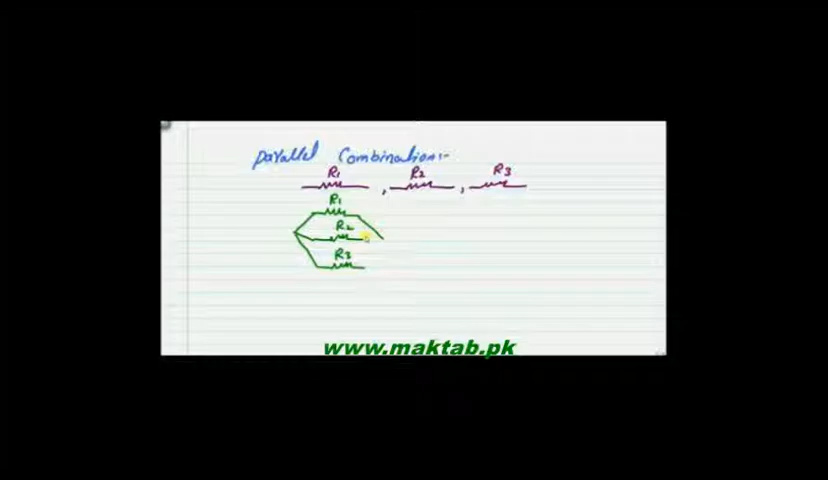 Parallel Combination:-
R1 , R2 , R3
R1
R2
R3
www.maktab.pk